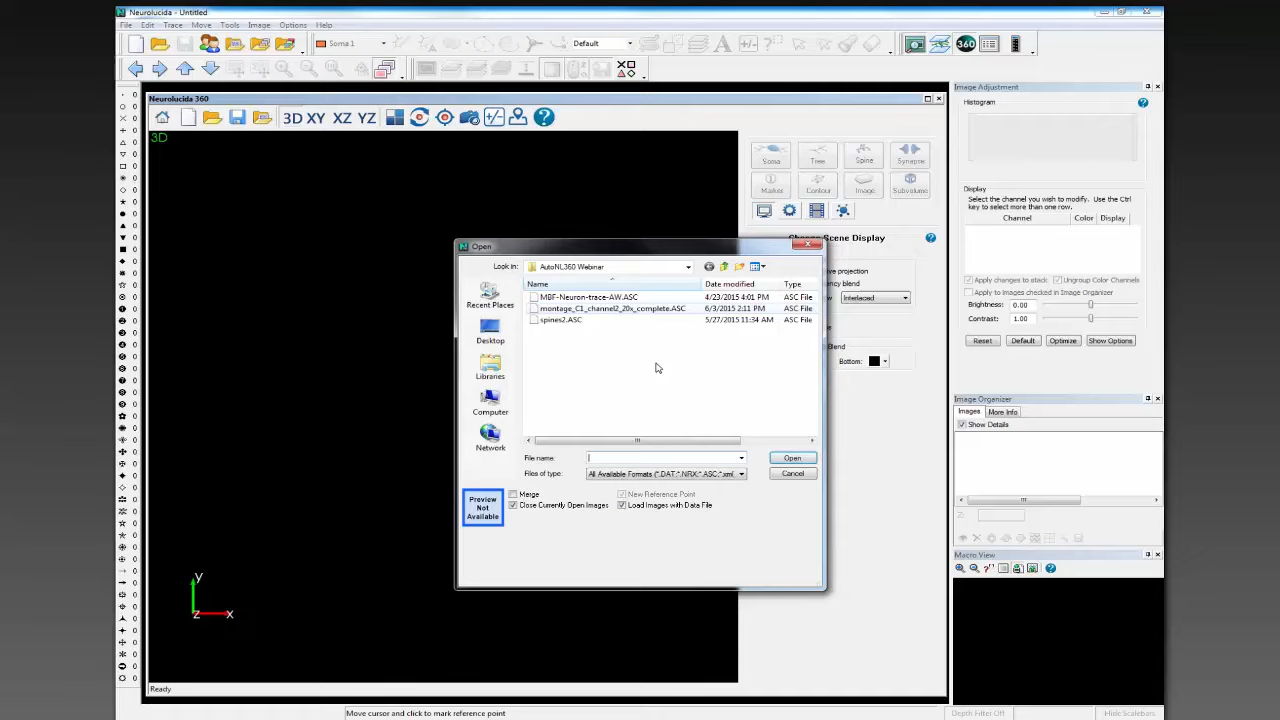 Neurolucida - Untitled
File Edit Trace Move Tools Image Options Help
Soma 1
Default
360
Neurolucida 360
3D XY XZ YZ
3D
Soma Tree Spine Synapse
Marker Contour Image Subvolume
Change Scene Display
Interlaced
Bottom:
Open
Look in: AutoNL360 Webinar
Name Date modified Type
MBF-Neuron-trace-AW.ASC 4/23/2015 4:01 PM ASC File
montage_C1_channel2_20x_complete.ASC 6/3/2015 2:11 PM ASC File
spines2.ASC 5/27/2015 11:34 AM ASC File
Recent Places
Desktop
Libraries
Computer
Network
File name: Open
Files of type: All Available Formats (*.DAT;*.NRX;*.ASC;*.xml Cancel
Preview Not Available
Merge New Reference Point
Close Currently Open Images Load Images with Data File
y
z x
Ready
Image Adjustment
Histogram
Display
Select the channel you wish to modify. Use the Ctrl
key to select more than one row.
Channel Color Display
Apply changes to stack: Ungroup Color Channels
Apply to images checked in Image Organizer
Brightness: 0.00
Contrast: 1.00
Reset Default Optimize Show Options
Image Organizer
Images More Info
Show Details
Macro View
Move cursor and click to mark reference point
Depth Filter Off Hide Scalebars